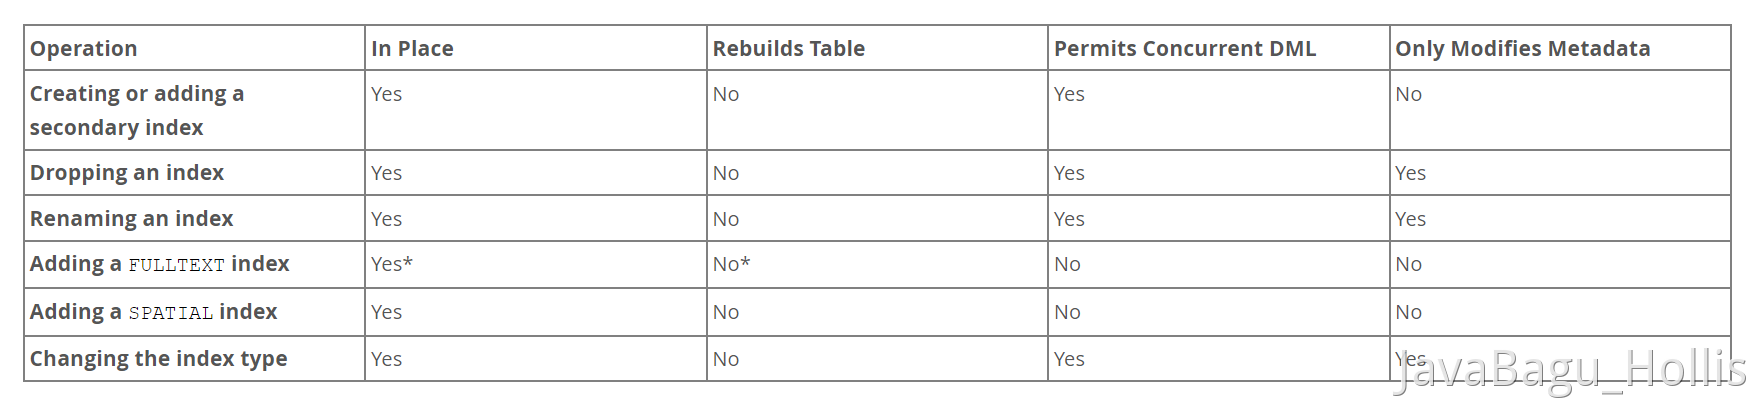 Operation In Place Rebuilds Table Permits Concurrent DML Only Modifies Metadata
Creating or adding a Yes No Yes No
secondary index
Dropping an index Yes No Yes Yes
Renaming an index Yes No Yes Yes
Adding a FULLTEXT index Yes* No* No No
Adding a SPATIAL index Yes No No No
Changing the index type Yes No Yes Yes
JavaBagu_Hollis